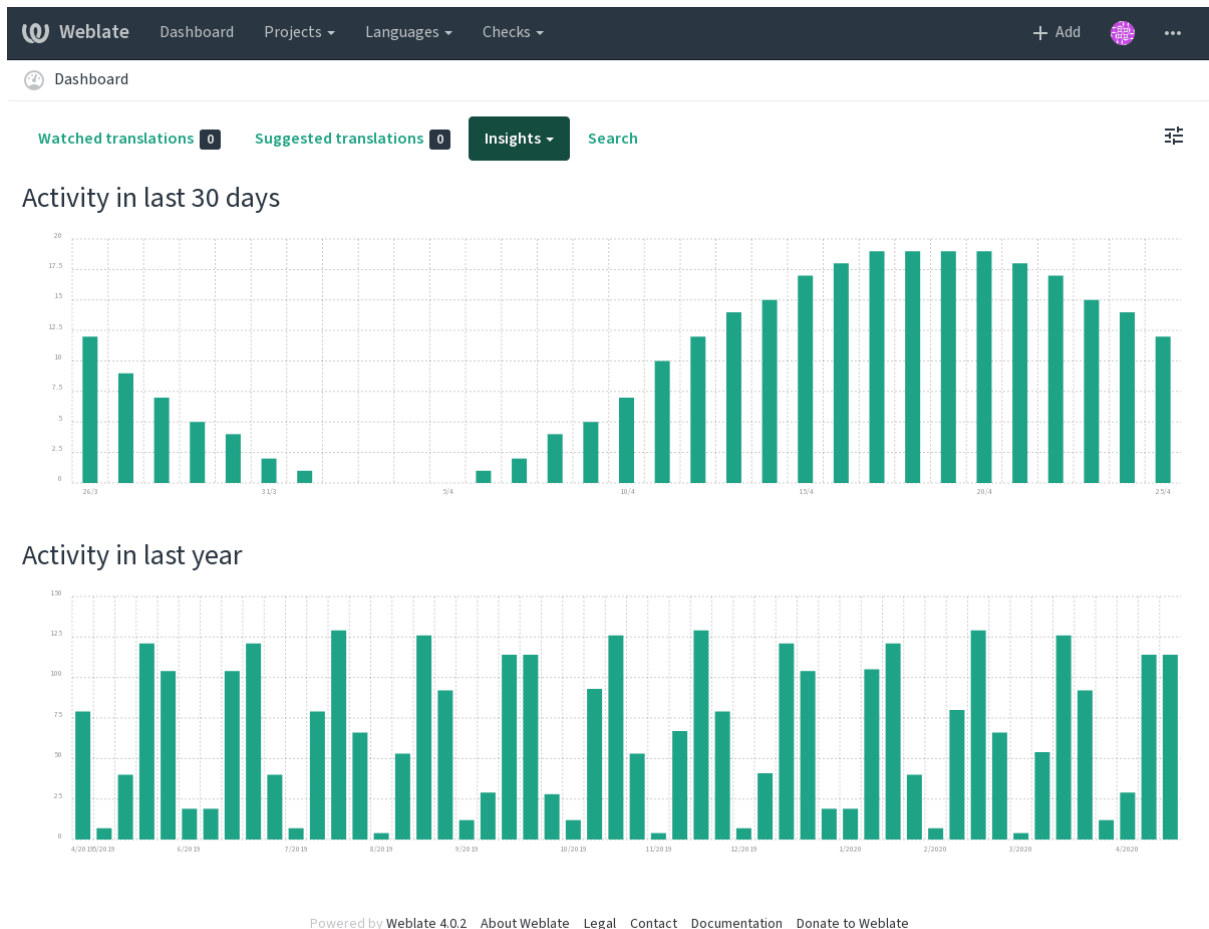 Weblate Dashboard Projects Languages Checks Add
Dashboard
Watched translations 0 Suggested translations 0 Insights Search
Activity in last 30 days
20
17.5
15
12.5
10
7.5
5
2.5
0
26/3 31/3 5/4 10/4 15/4 20/4 25/4
Activity in last year
150
125
100
75
50
25
0
4/2019 5/2019 6/2019 7/2019 8/2019 9/2019 10/2019 11/2019 12/2019 1/2020 2/2020 3/2020 4/2020
Powered by Weblate 4.0.2 About Weblate Legal Contact Documentation Donate to Weblate